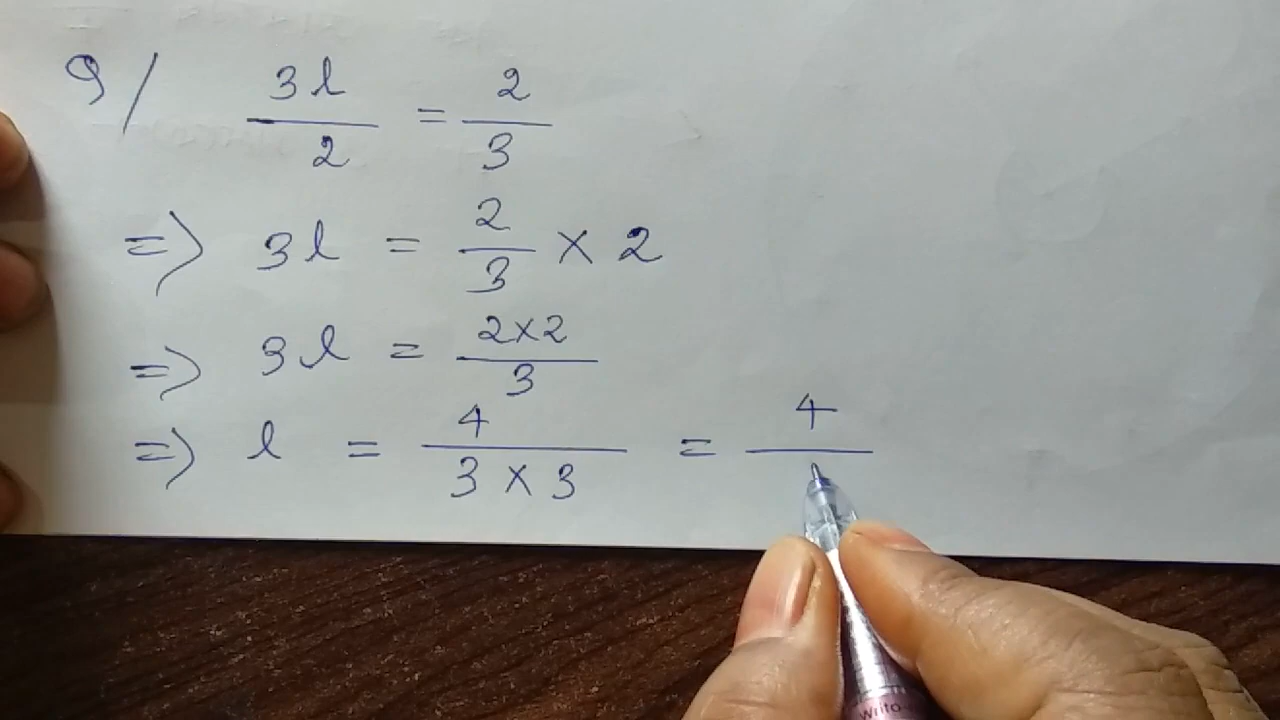 9/ 3l/2 = 2/3
=> 3l = 2/3 × 2
=> 3l = 2×2/3
=> l = 4/3 × 3 = 4/